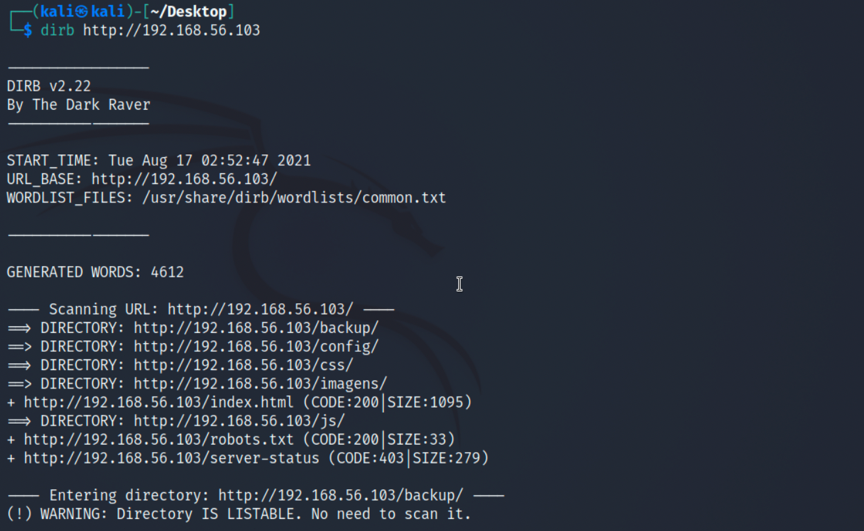 ┌──(kali㉿kali)-[~/Desktop]
└─$ dirb http://192.168.56.103

-----------------
DIRB v2.22
By The Dark Raver
-----------------

START_TIME: Tue Aug 17 02:52:47 2021
URL_BASE: http://192.168.56.103/
WORDLIST_FILES: /usr/share/dirb/wordlists/common.txt

-----------------

GENERATED WORDS: 4612

---- Scanning URL: http://192.168.56.103/ ----
==> DIRECTORY: http://192.168.56.103/backup/
==> DIRECTORY: http://192.168.56.103/config/
==> DIRECTORY: http://192.168.56.103/css/
==> DIRECTORY: http://192.168.56.103/imagens/
+ http://192.168.56.103/index.html (CODE:200|SIZE:1095)
==> DIRECTORY: http://192.168.56.103/js/
+ http://192.168.56.103/robots.txt (CODE:200|SIZE:33)
+ http://192.168.56.103/server-status (CODE:403|SIZE:279)

---- Entering directory: http://192.168.56.103/backup/ ----
(!) WARNING: Directory IS LISTABLE. No need to scan it.